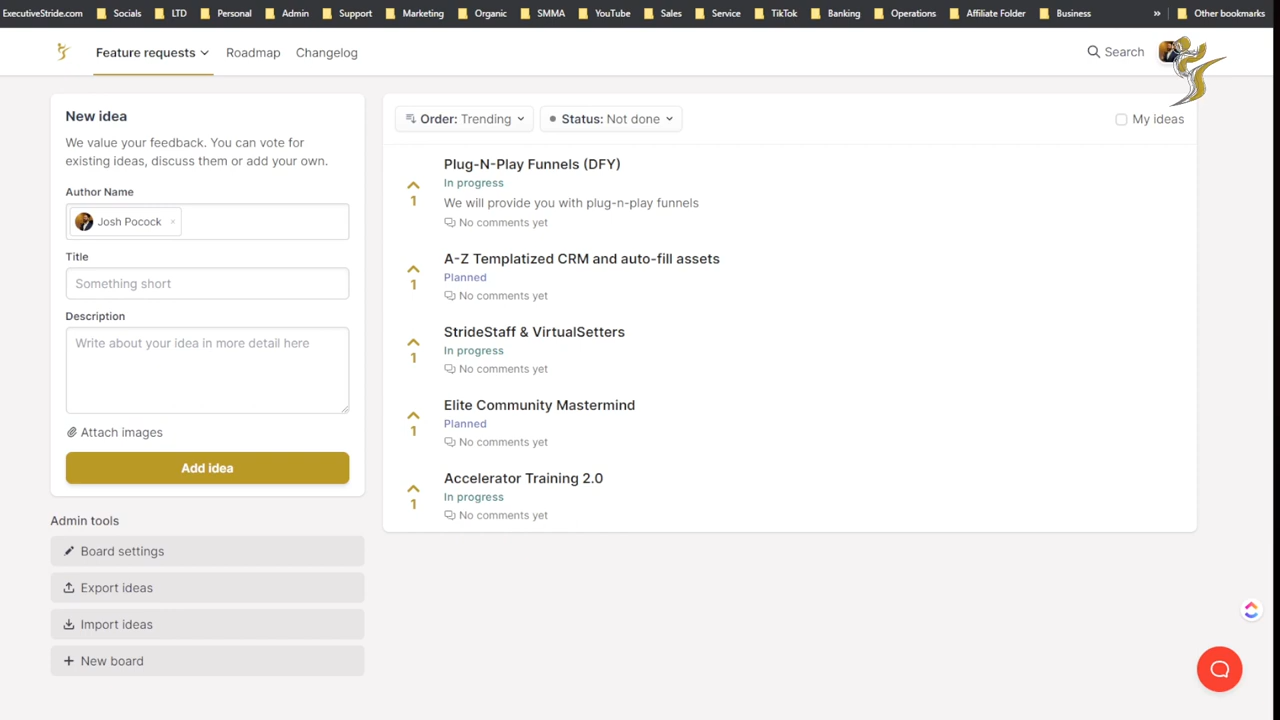 ExecutiveStride.com Socials LTD Personal Admin Support Marketing Organic SMMA YouTube Sales Service TikTok Banking Operations Affiliate Folder Business » Other bookmarks
Feature requests Roadmap Changelog Search
New idea
We value your feedback. You can vote for
existing ideas, discuss them or add your own.
Author Name
Josh Pocock ×
Title
Something short
Description
Write about your idea in more detail here
Attach images
Add idea
Admin tools
Board settings
Export ideas
Import ideas
New board
Order: Trending Status: Not done My ideas
Plug-N-Play Funnels (DFY)
In progress
1
We will provide you with plug-n-play funnels
No comments yet
A-Z Templatized CRM and auto-fill assets
Planned
1
No comments yet
StrideStaff & VirtualSetters
In progress
1
No comments yet
Elite Community Mastermind
Planned
1
No comments yet
Accelerator Training 2.0
In progress
1
No comments yet